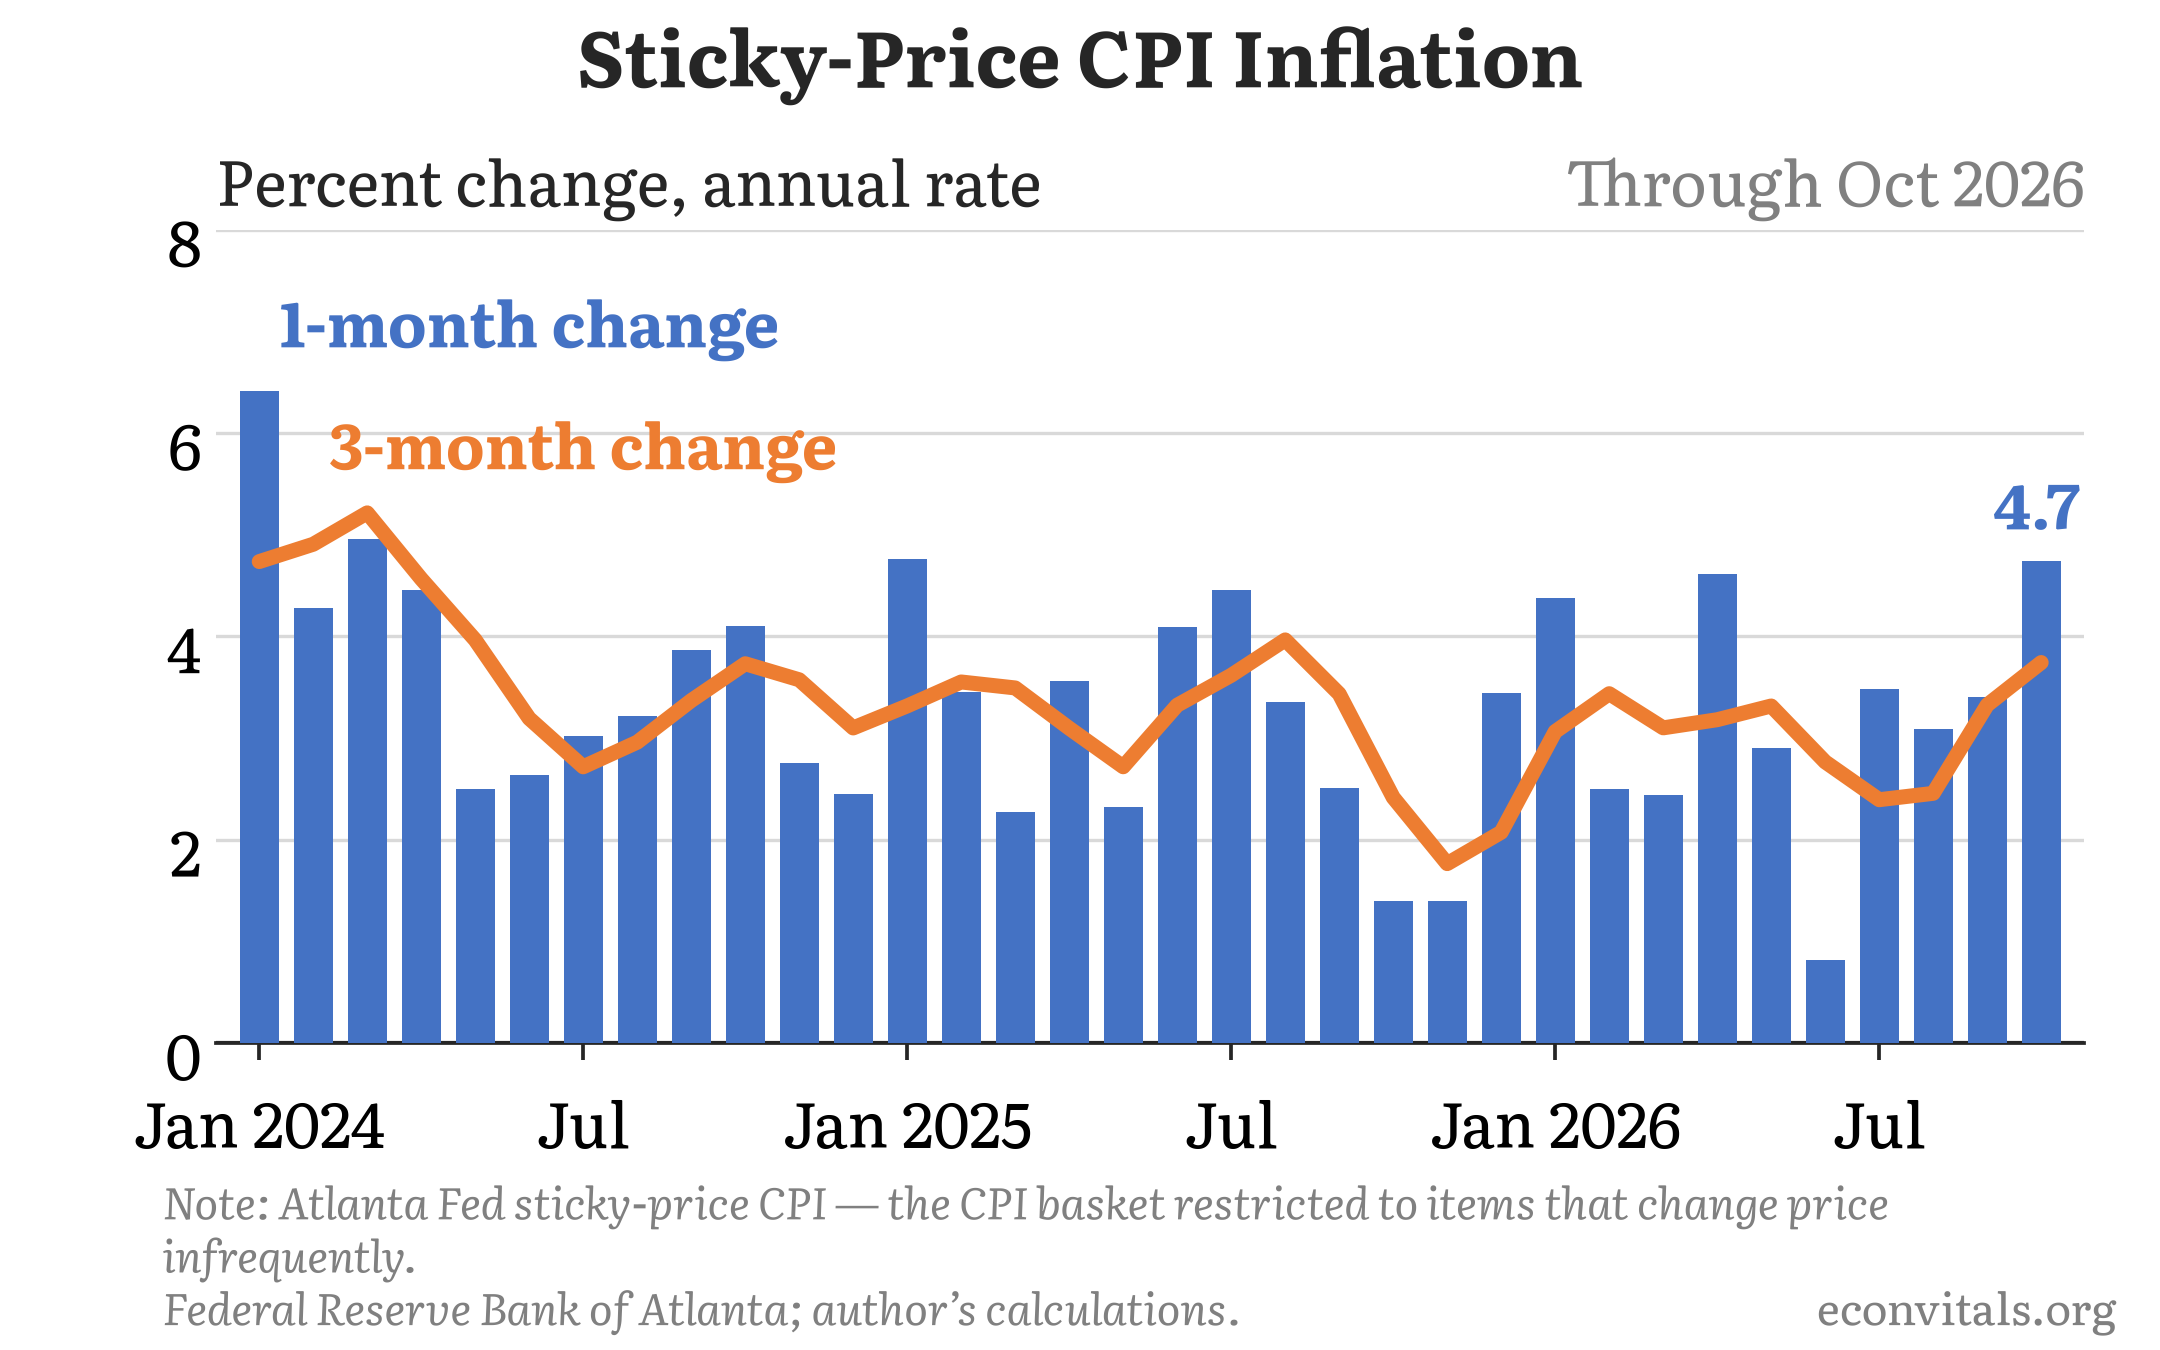 Sticky-Price CPI Inflation
Percent change, annual rate
Through Oct 2026
8
1-month change
6
3-month change
4.7
4
2
0
Jan 2024
Jul
Jan 2025
Jul
Jan 2026
Jul
Note: Atlanta Fed sticky-price CPI — the CPI basket restricted to items that change price
infrequently.
Federal Reserve Bank of Atlanta; author’s calculations.
econvitals.org